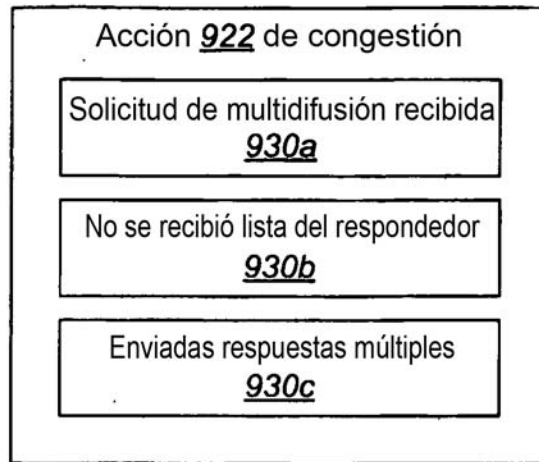 Acción 922 de congestión
Solicitud de multidifusión recibida
930a
No se recibió lista del respondedor
930b
Enviadas respuestas múltiples
930c